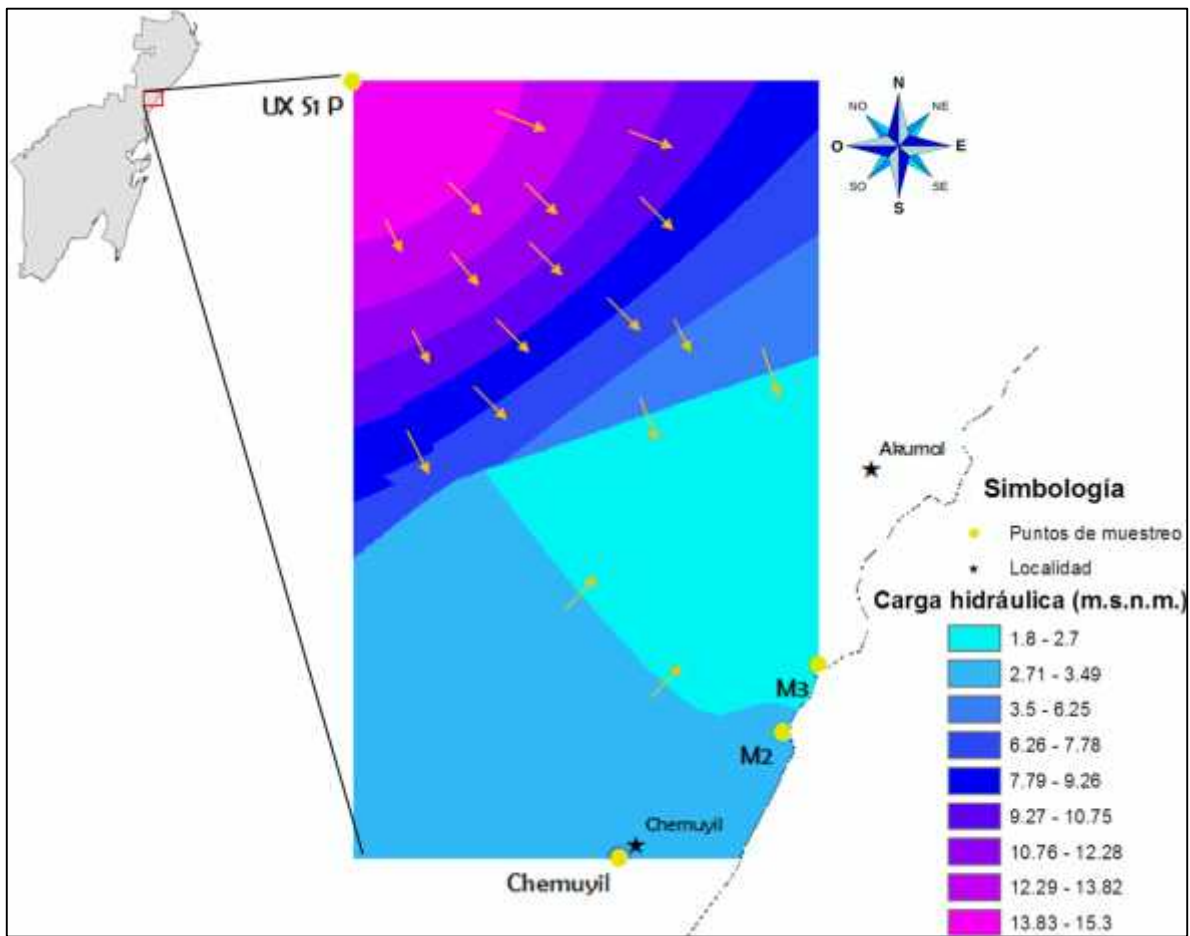 UX S1 P
N
NO
NE
O
E
SO
SE
S
Akumal
Simbología
Puntos de muestreo
Localidad
Carga hidráulica (m.s.n.m.)
1.8 - 2.7
2.71 - 3.49
3.5 - 6.25
6.26 - 7.78
7.79 - 9.26
9.27 - 10.75
10.76 - 12.28
12.29 - 13.82
13.83 - 15.3
M3
M2
Chemuyil
Chemuyil